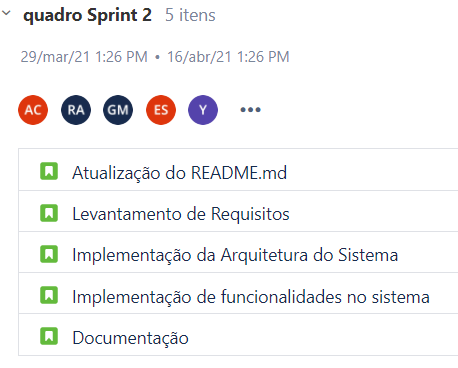 quadro Sprint 2 5 itens
29/mar/21 1:26 PM • 16/abr/21 1:26 PM
AC RA GM ES Y •••
Atualização do README.md
Levantamento de Requisitos
Implementação da Arquitetura do Sistema
Implementação de funcionalidades no sistema
Documentação